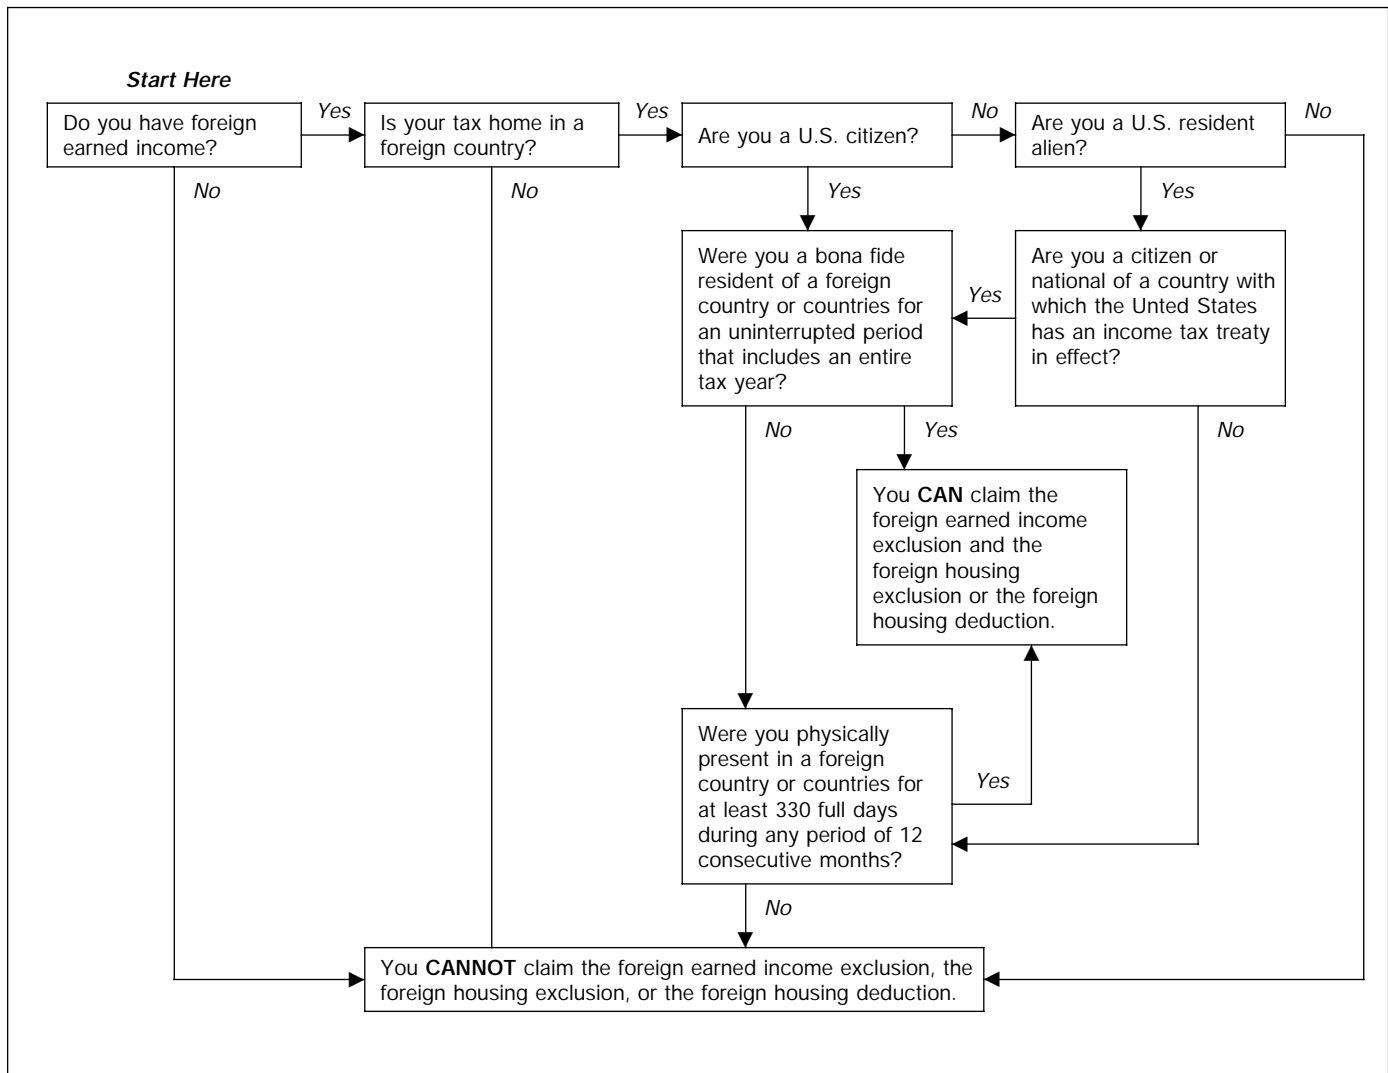 Start Here
Do you have foreign
earned income?
Yes
No
Is your tax home in a
foreign country?
Yes
No
Are you a U.S. citizen?
No
Yes
Are you a U.S. resident
alien?
No
Yes
Were you a bona fide
resident of a foreign
country or countries for
an uninterrupted period
that includes an entire
tax year?
Yes
Are you a citizen or
national of a country with
which the Unted States
has an income tax treaty
in effect?
No
Yes
No
You CAN claim the
foreign earned income
exclusion and the
foreign housing
exclusion or the foreign
housing deduction.
Were you physically
present in a foreign
country or countries for
at least 330 full days
during any period of 12
consecutive months?
Yes
No
You CANNOT claim the foreign earned income exclusion, the
foreign housing exclusion, or the foreign housing deduction.